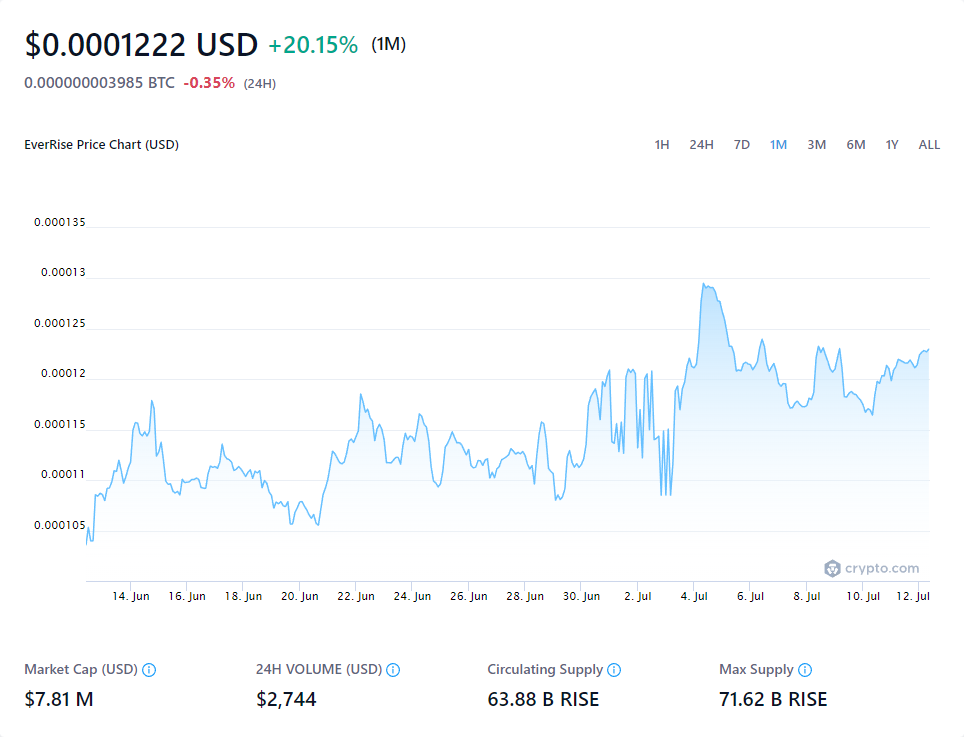 $0.0001222 USD +20.15% (1M)
0.000000003985 BTC -0.35% (24H)
EverRise Price Chart (USD) 1H 24H 7D 1M 3M 6M 1Y ALL
0.000135
0.00013
0.000125
0.00012
0.000115
0.00011
0.000105
crypto.com
14. Jun 16. Jun 18. Jun 20. Jun 22. Jun 24. Jun 26. Jun 28. Jun 30. Jun 2. Jul 4. Jul 6. Jul 8. Jul 10. Jul 12. Jul
Market Cap (USD) 24H VOLUME (USD) Circulating Supply Max Supply
$7.81 M $2,744 63.88 B RISE 71.62 B RISE